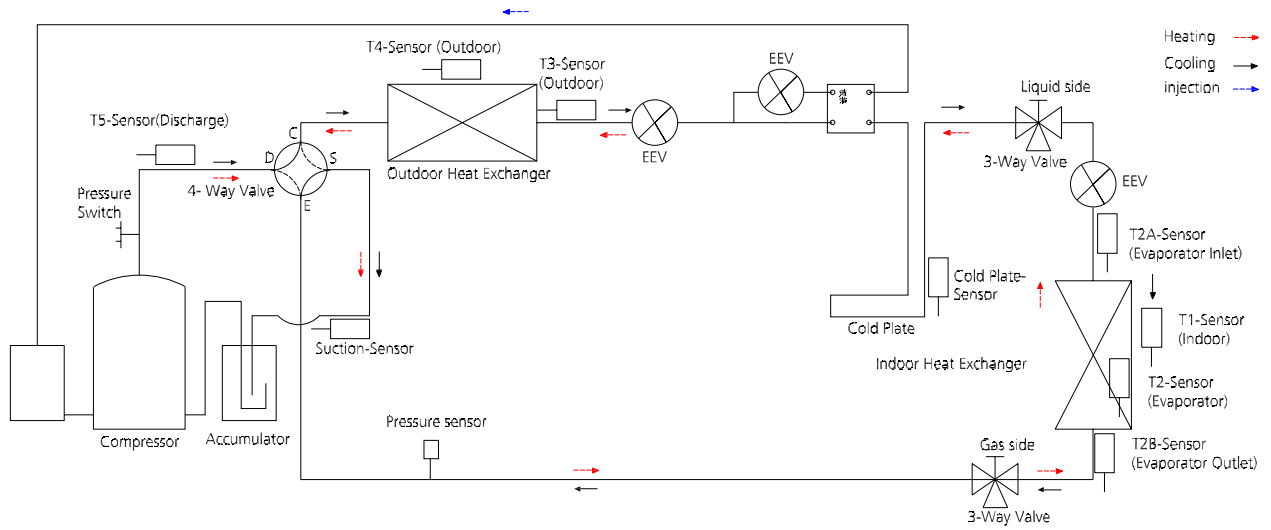 Heating
Cooling
injection
T4-Sensor (Outdoor)
T3-Sensor
(Outdoor)
EEV
Liquid side
T5-Sensor(Discharge)
C
D
S
E
4- Way Valve
EEV
Outdoor Heat Exchanger
3-Way Valve
EEV
Pressure
Switch
T2A-Sensor
(Evaporator Inlet)
Cold Plate-
Sensor
Cold Plate
T1-Sensor
(Indoor)
Suction-Sensor
Indoor Heat Exchanger
T2-Sensor
(Evaporator)
Pressure sensor
Compressor
Accumulator
Gas side
T2B-Sensor
(Evaporator Outlet)
3-Way Valve